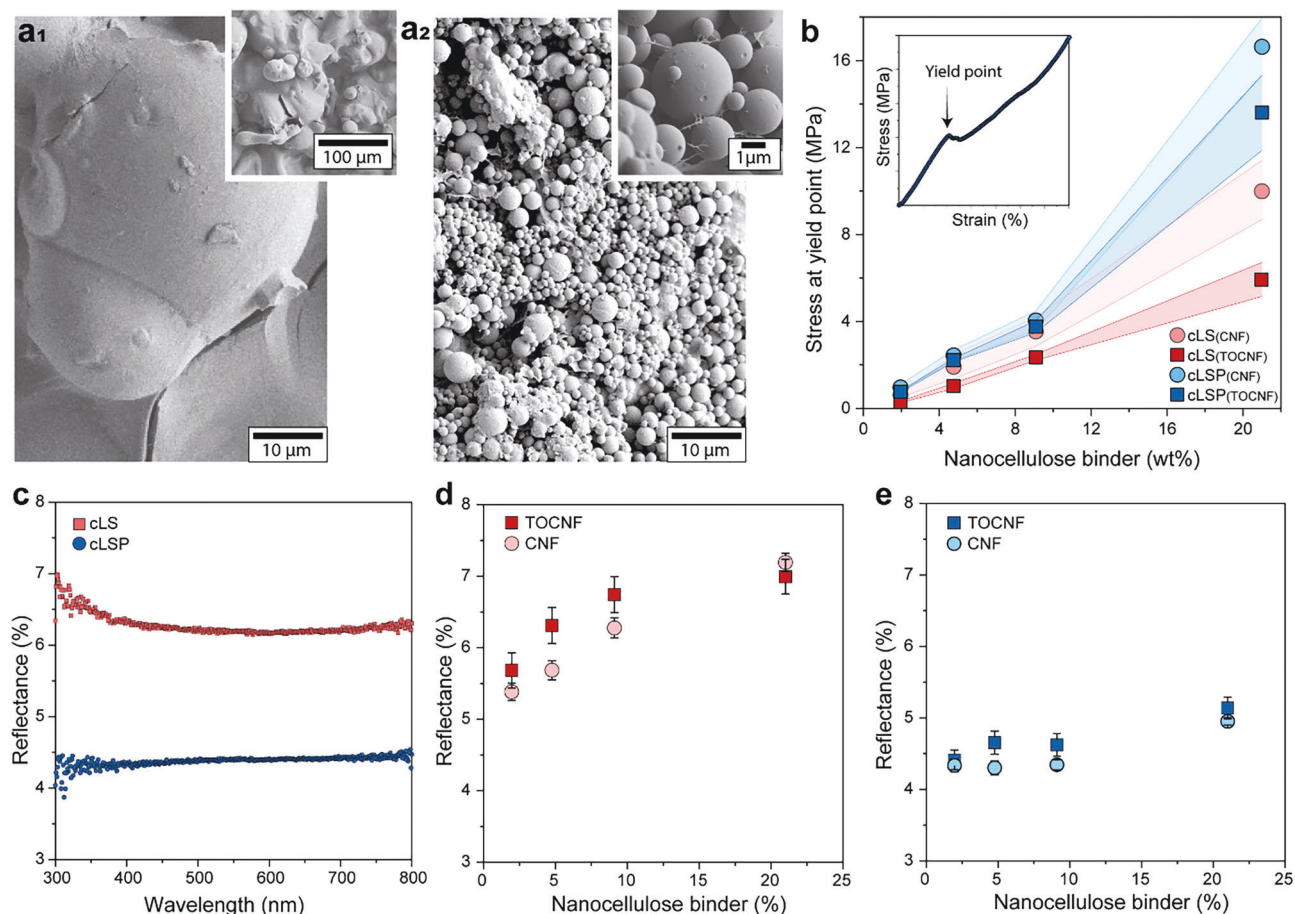 a1
100 µm
10 µm
a2
1µm
10 µm
b
Stress at yield point (MPa)
16
12
8
4
0
Yield point
Stress (MPa)
Strain (%)
cLS(CNF)
cLS(TOCNF)
cLSP(CNF)
cLSP(TOCNF)
0 4 8 12 16 20
Nanocellulose binder (wt%)
c
Reflectance (%)
8
7
6
5
4
3
cLS
cLSP
300 400 500 600 700 800
Wavelength (nm)
d
Reflectance (%)
8
7
6
5
4
3
TOCNF
CNF
0 5 10 15 20 25
Nanocellulose binder (%)
e
Reflectance (%)
8
7
6
5
4
3
TOCNF
CNF
0 5 10 15 20 25
Nanocellulose binder (%)